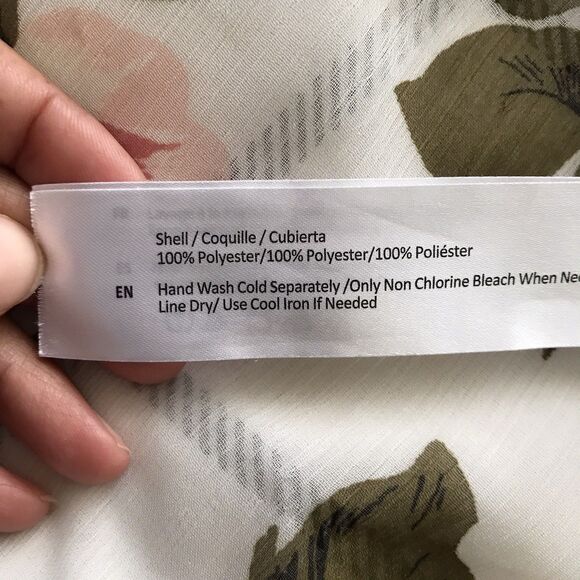 Shell / Coquille / Cubierta
100% Polyester/100% Polyester/100% Poliéster
EN Hand Wash Cold Separately /Only Non Chlorine Bleach When
Line Dry/ Use Cool Iron If Needed